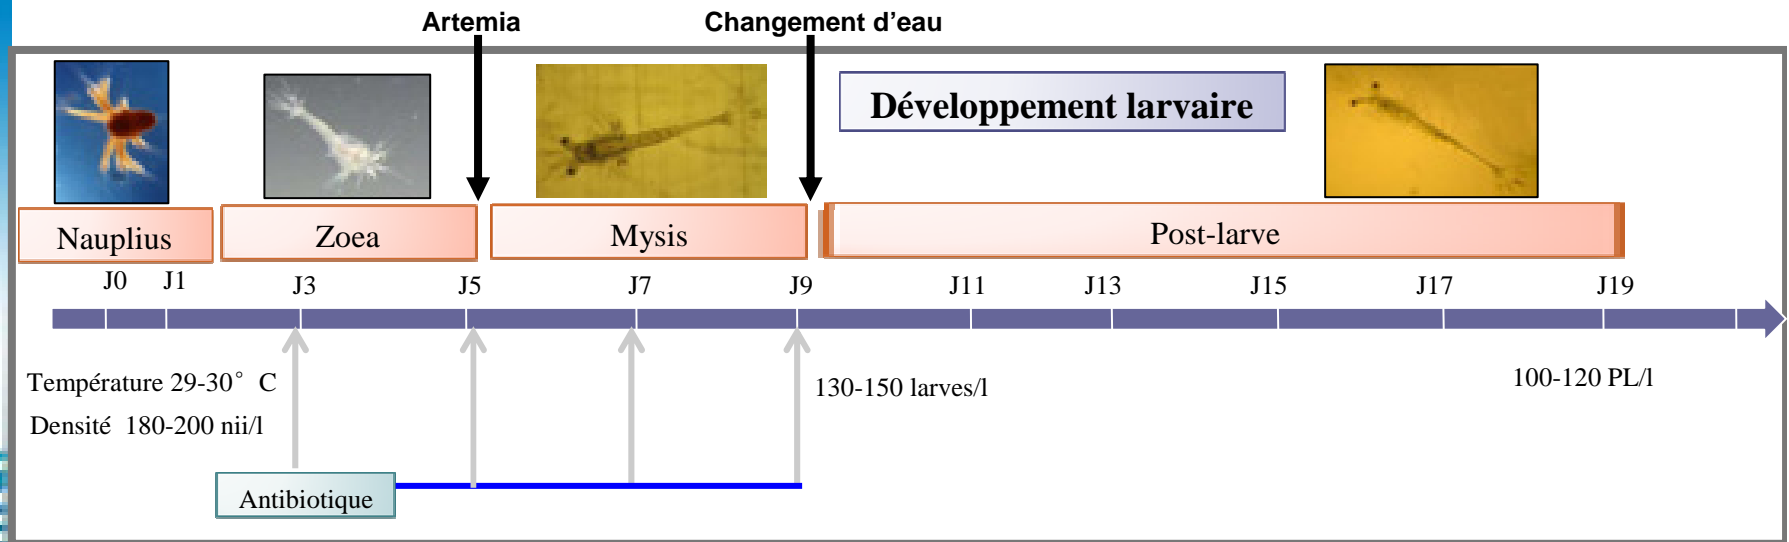 Artemia
Changement d'eau
Développement larvaire
Nauplius
Zoea
Mysis
Post-larve
J0
J1
J3
J5
J7
J9
J11
J13
J15
J17
J19
Température 29-30° C
Densité 180-200 nii/l
130-150 larves/l
100-120 PL/l
Antibiotique